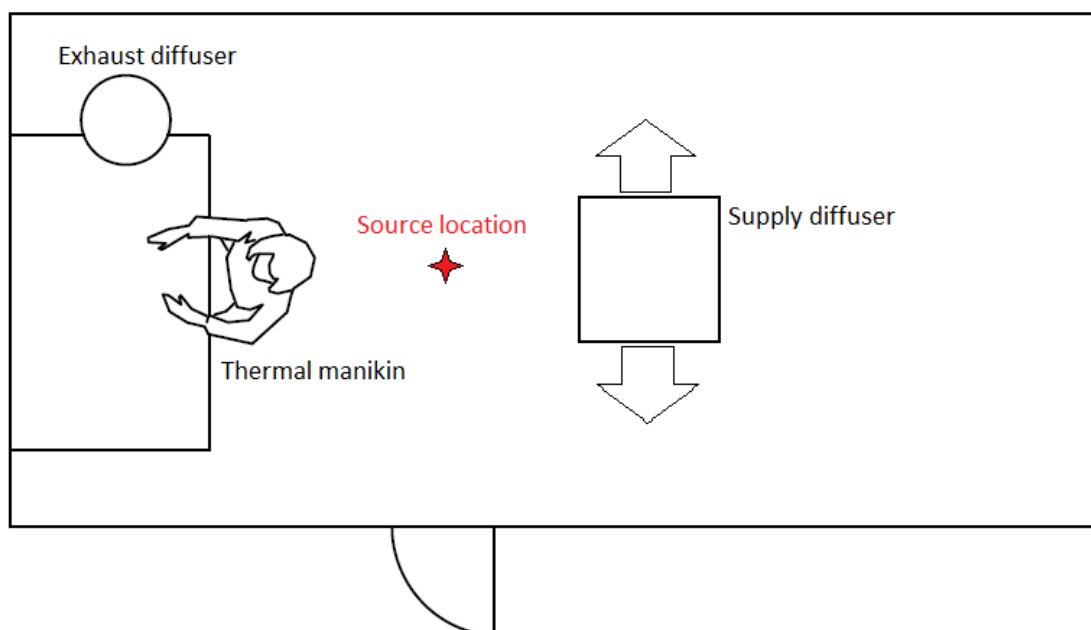 Exhaust diffuser
Source location
Supply diffuser
Thermal manikin